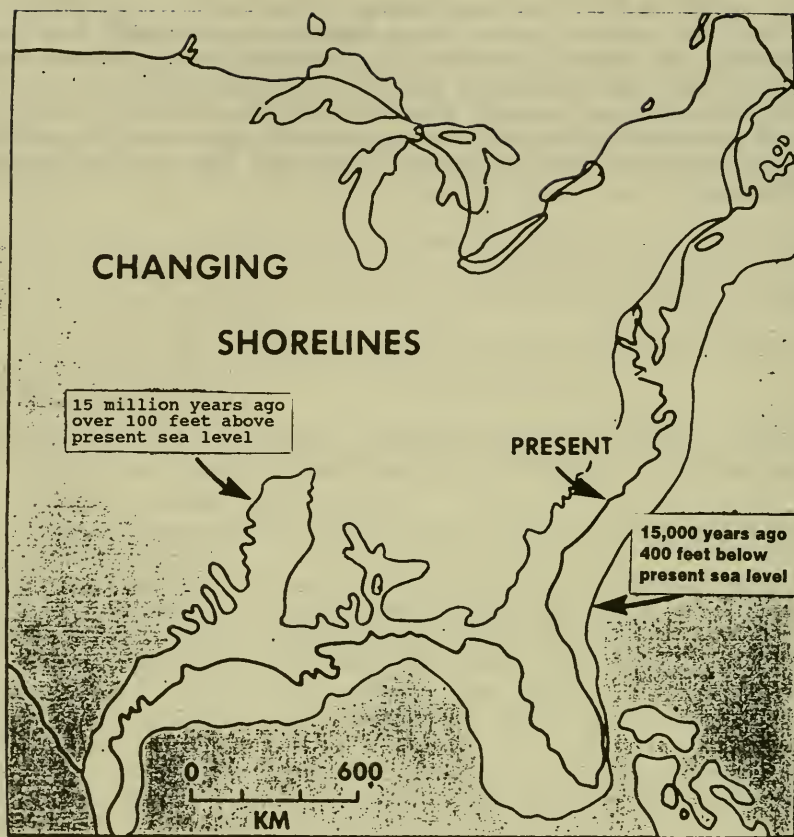 CHANGING
SHORELINES
15 million years ago
over 100 feet above
present sea level
PRESENT
15,000 years ago
400 feet below
present sea level
0 600
KM